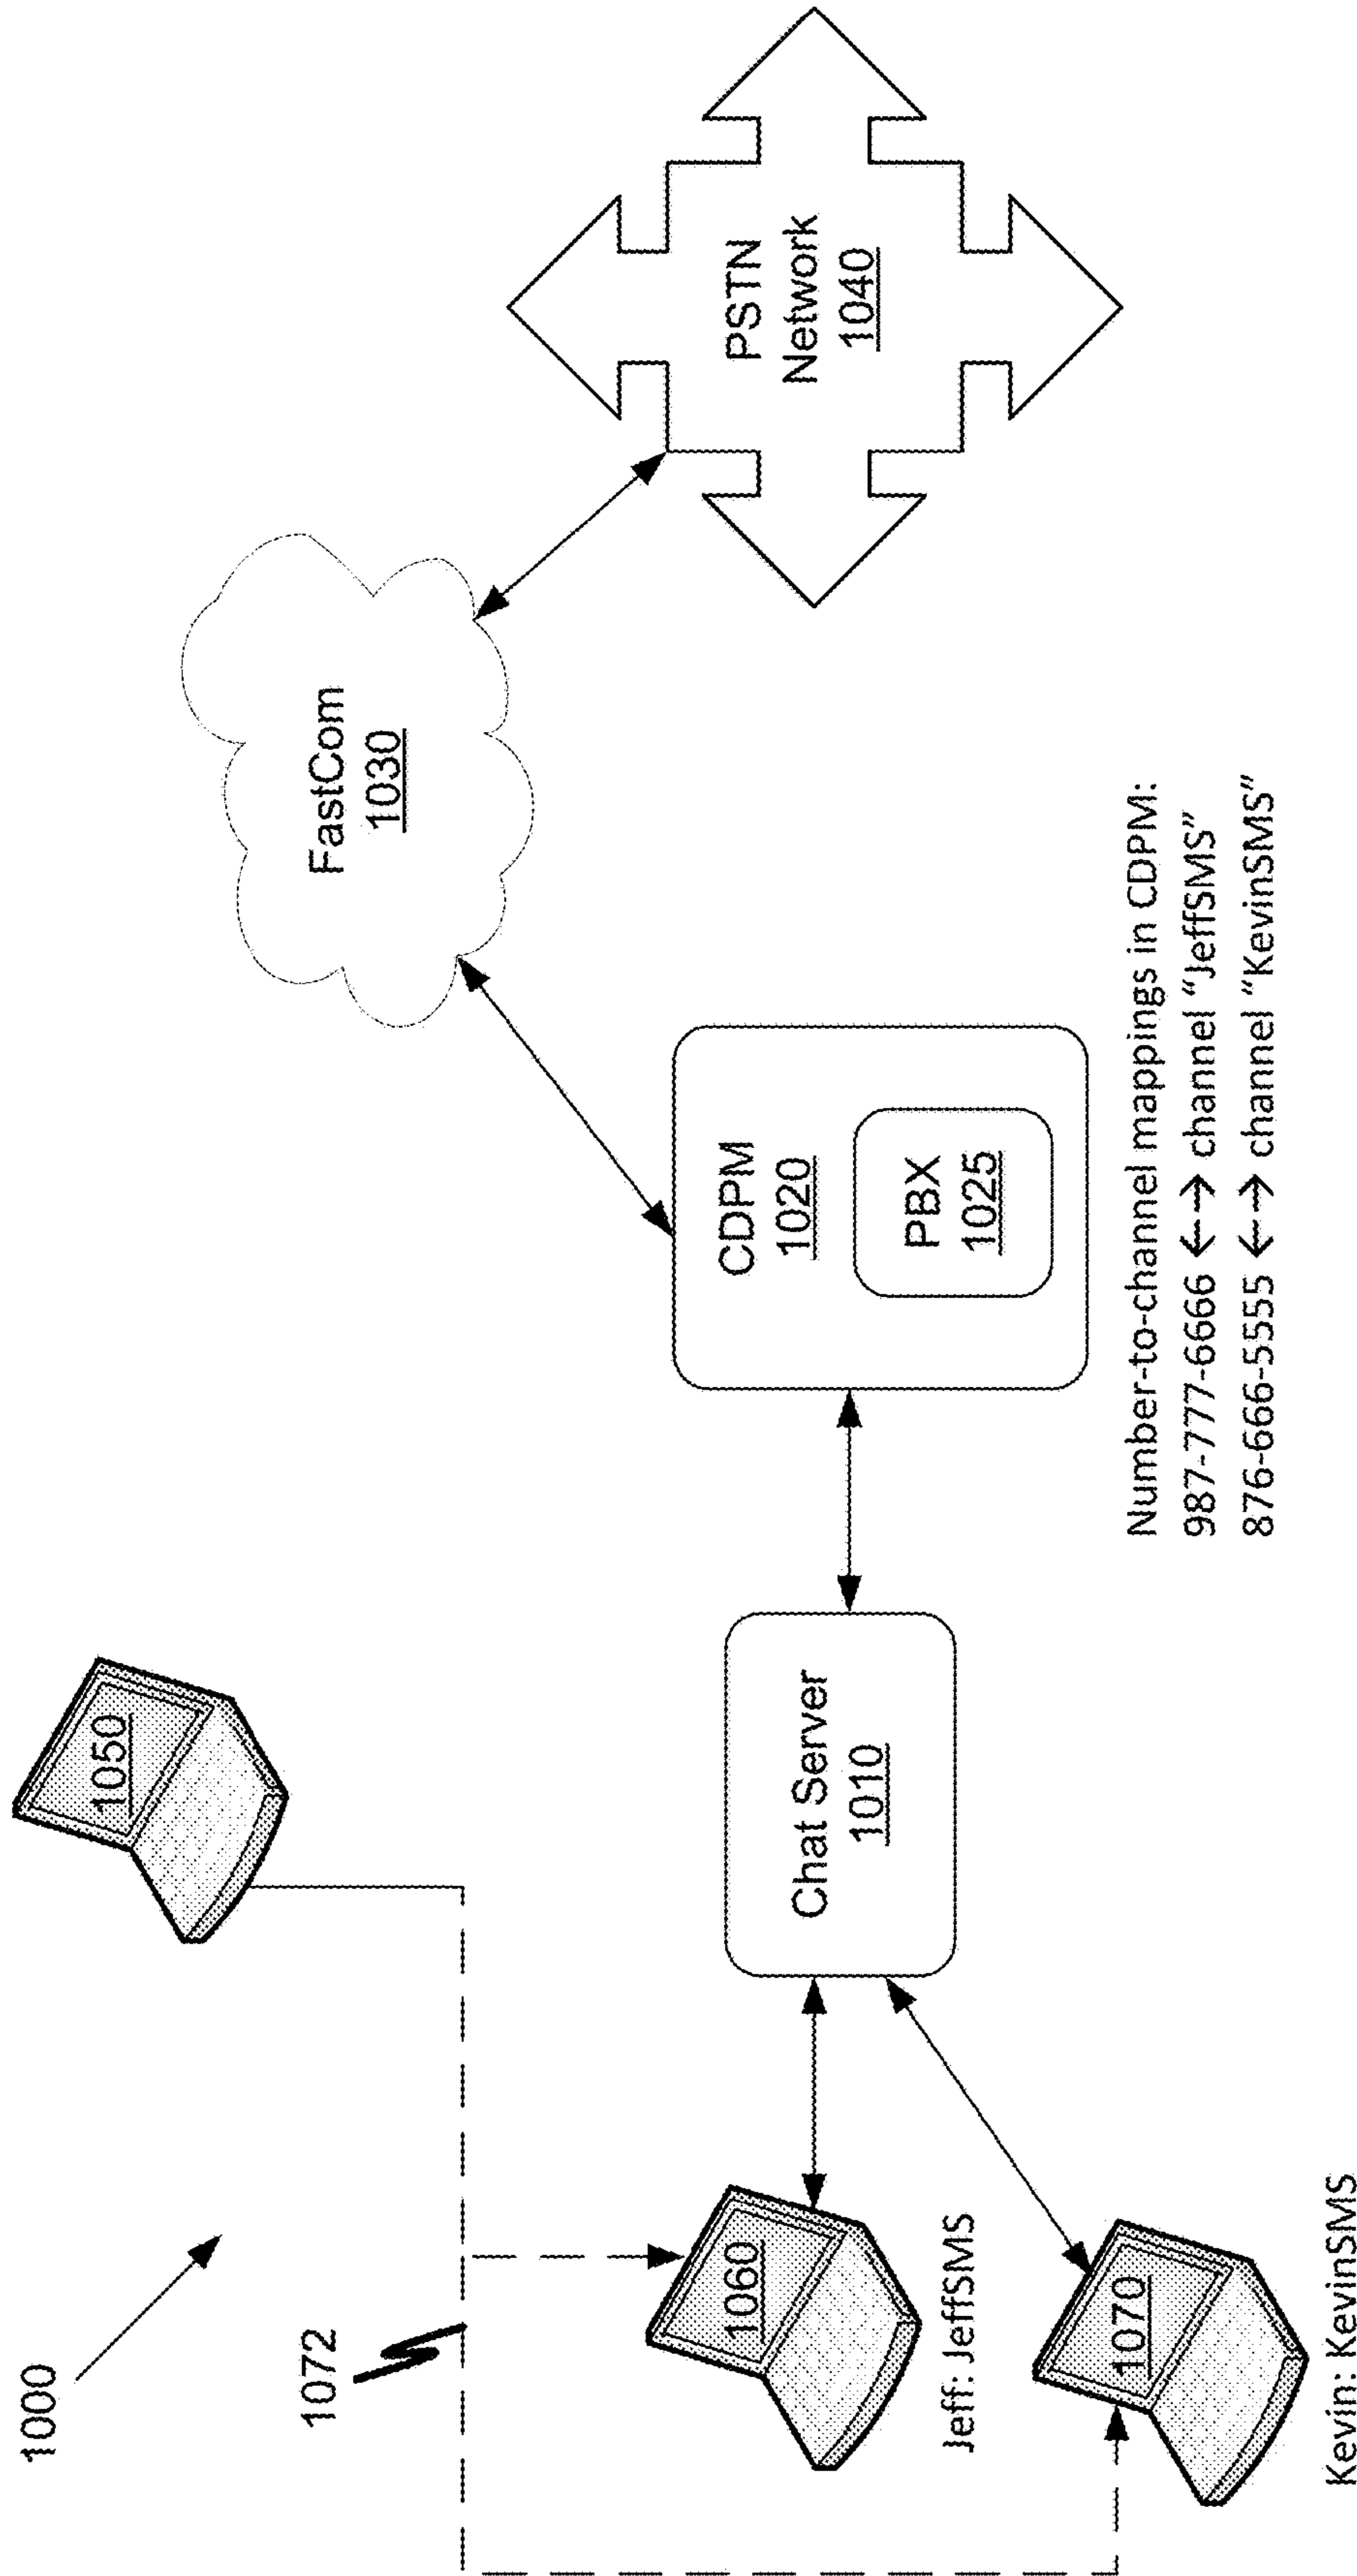 1000
1072
1050
1060
Jeff: JeffSMS
1070
Kevin: KevinSMS
Chat Server
1010
CDPM
1020
PBX
1025
FastCom
1030
PSTN
Network
1040
Number-to-channel mappings in CDPM:
987-777-6666 ←→ channel “JeffSMS”
876-666-5555 ←→ channel “KevinSMS”